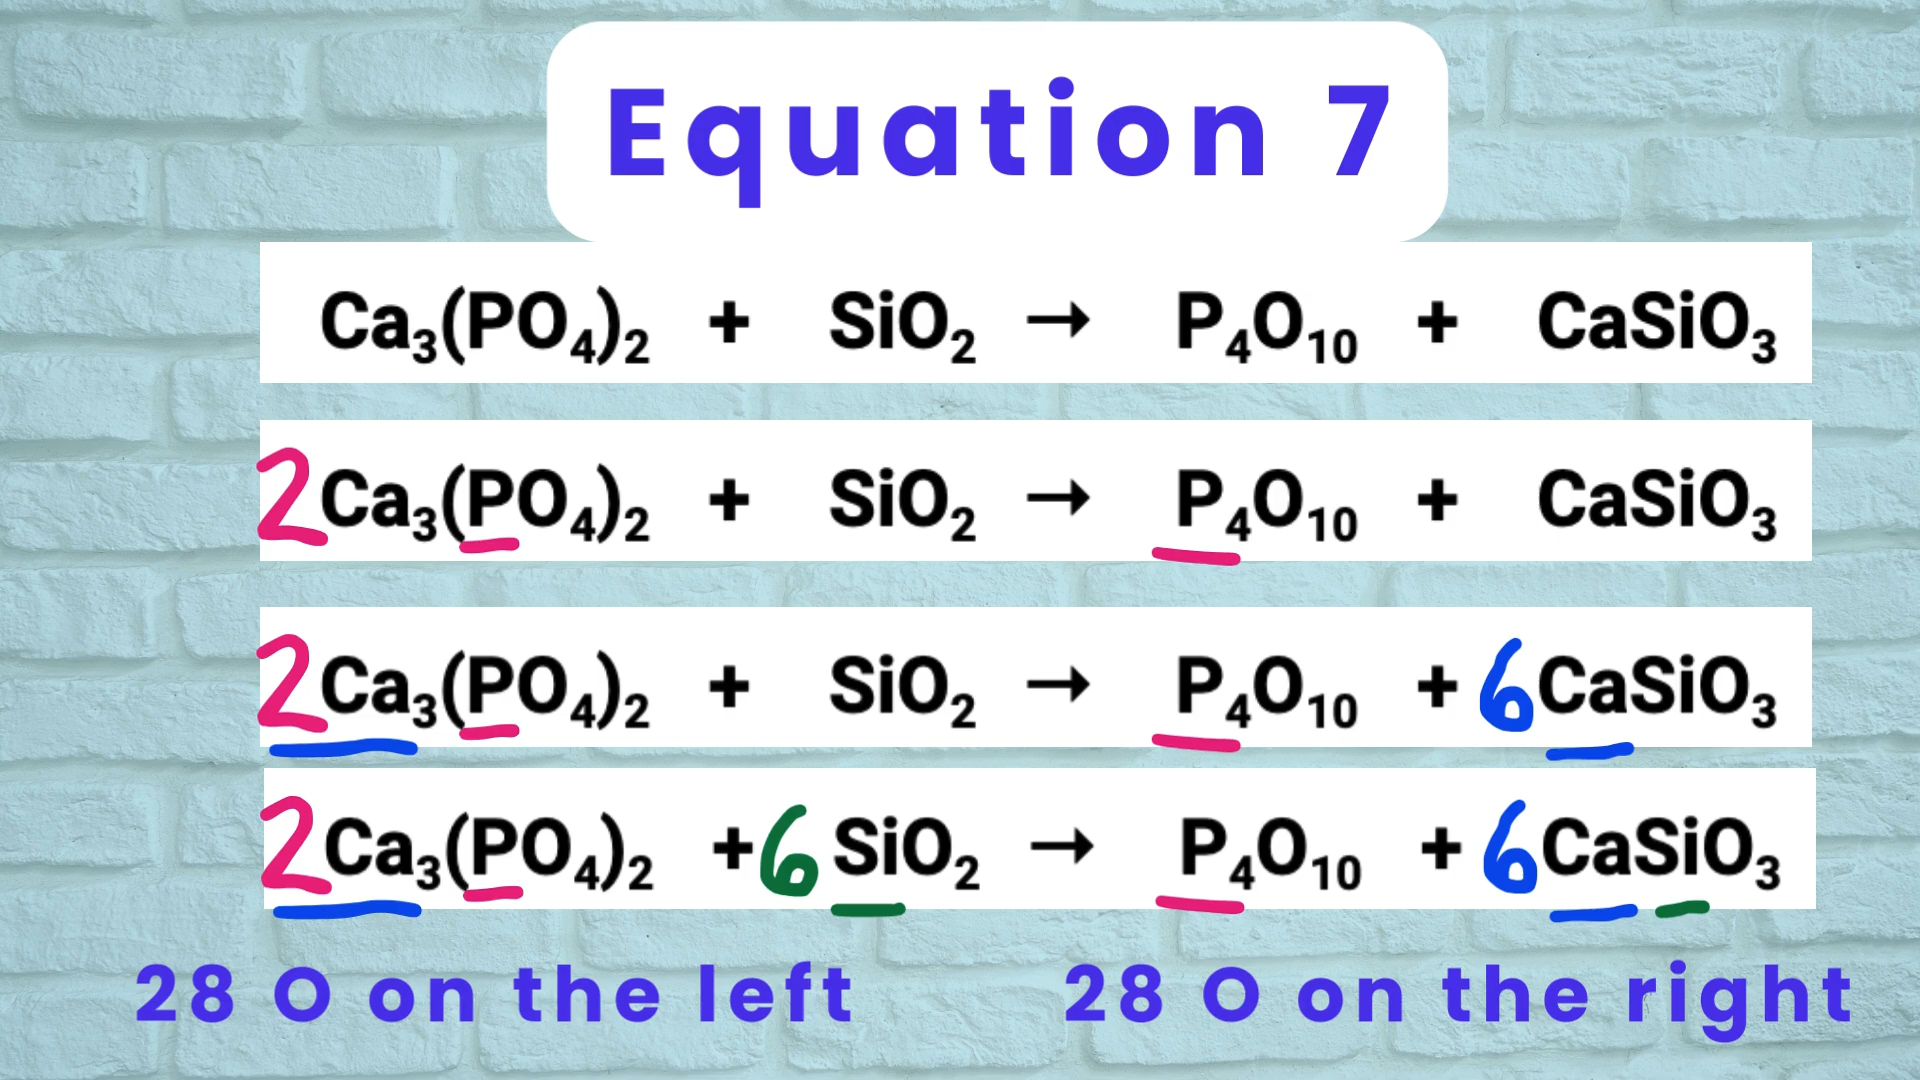 Equation 7
Ca₃(PO₄)₂ + SiO₂ → P₄O₁₀ + CaSiO₃
2Ca₃(PO₄)₂ + SiO₂ → P₄O₁₀ + CaSiO₃
2Ca₃(PO₄)₂ + SiO₂ → P₄O₁₀ + 6CaSiO₃
2Ca₃(PO₄)₂ + 6SiO₂ → P₄O₁₀ + 6CaSiO₃
28 O on the left 28 O on the right